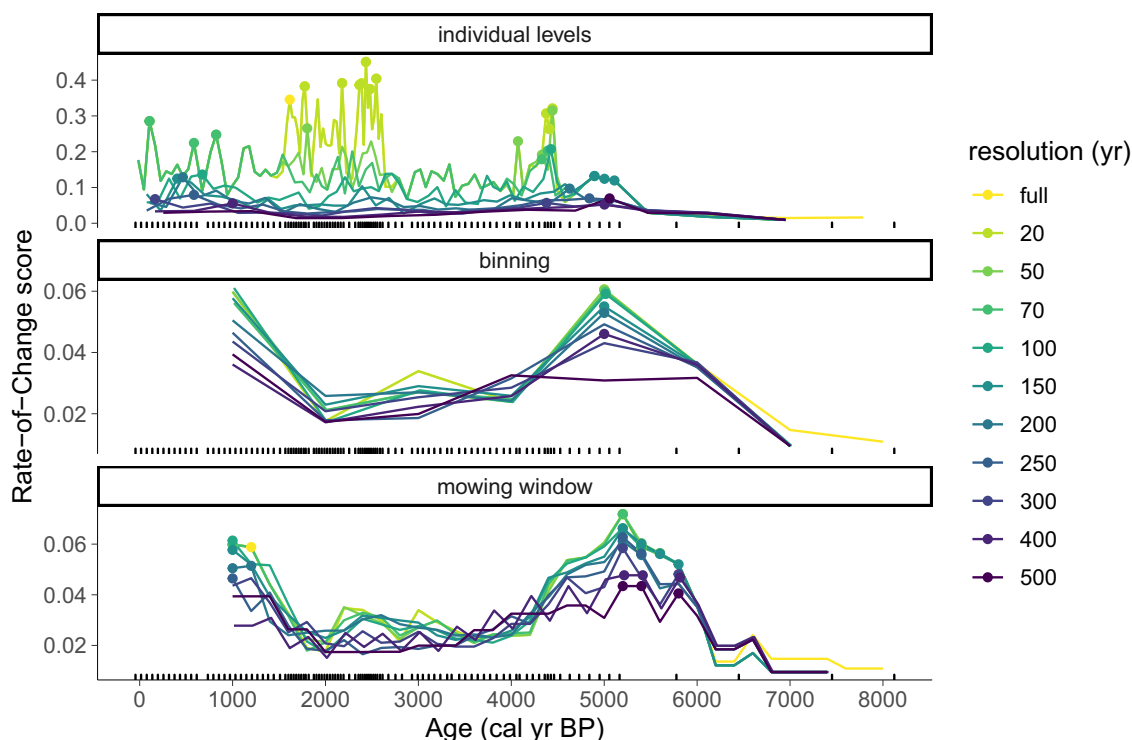 individual levels
0.4
0.3
0.2
0.1
0.0
binning
0.06
0.04
0.02
mowing window
0.06
0.04
0.02
0 1000 2000 3000 4000 5000 6000 7000 8000
Age (cal yr BP)
Rate−of−Change score
resolution (yr)
full
20
50
70
100
150
200
250
300
400
500